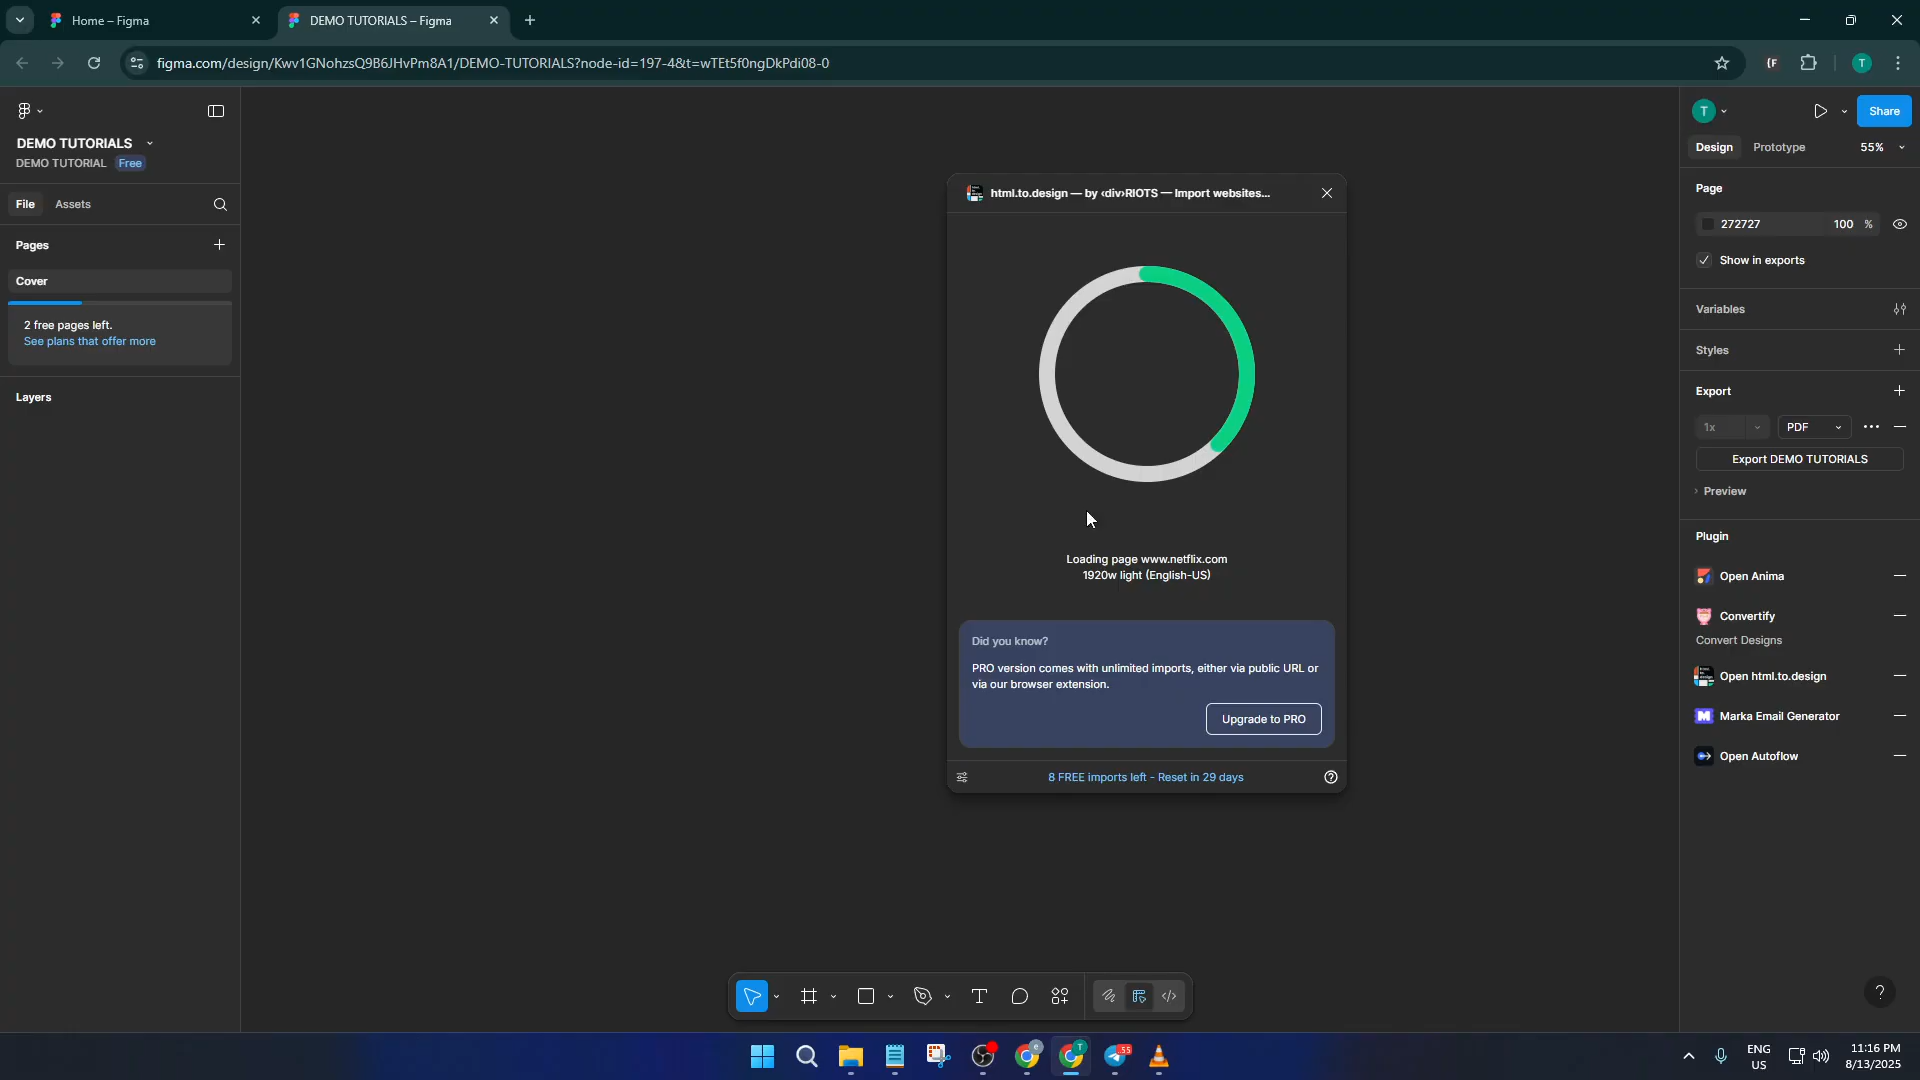 Home – Figma
DEMO TUTORIALS – Figma
figma.com/design/Kwv1GNohzsQ9B6JHvPm8A1/DEMO-TUTORIALS?node-id=197-4&t=wTEt5f0ngDkPdi08-0
T
DEMO TUTORIALS
DEMO TUTORIAL Free
File Assets
Pages
Cover
2 free pages left.
See plans that offer more
Layers
html.to.design — by ‹div›RIOTS — Import websites...
Loading page www.netflix.com
1920w light (English-US)
Did you know?
PRO version comes with unlimited imports, either via public URL or
via our browser extension.
Upgrade to PRO
8 FREE imports left - Reset in 29 days
T
Share
Design Prototype 55%
Page
272727 100 %
Show in exports
Variables
Styles
Export
1x PDF
Export DEMO TUTORIALS
Preview
Plugin
Open Anima
Convertify
Convert Designs
Open html.to.design
Marka Email Generator
Open Autoflow
?
55
ENG
US
11:16 PM
8/13/2025